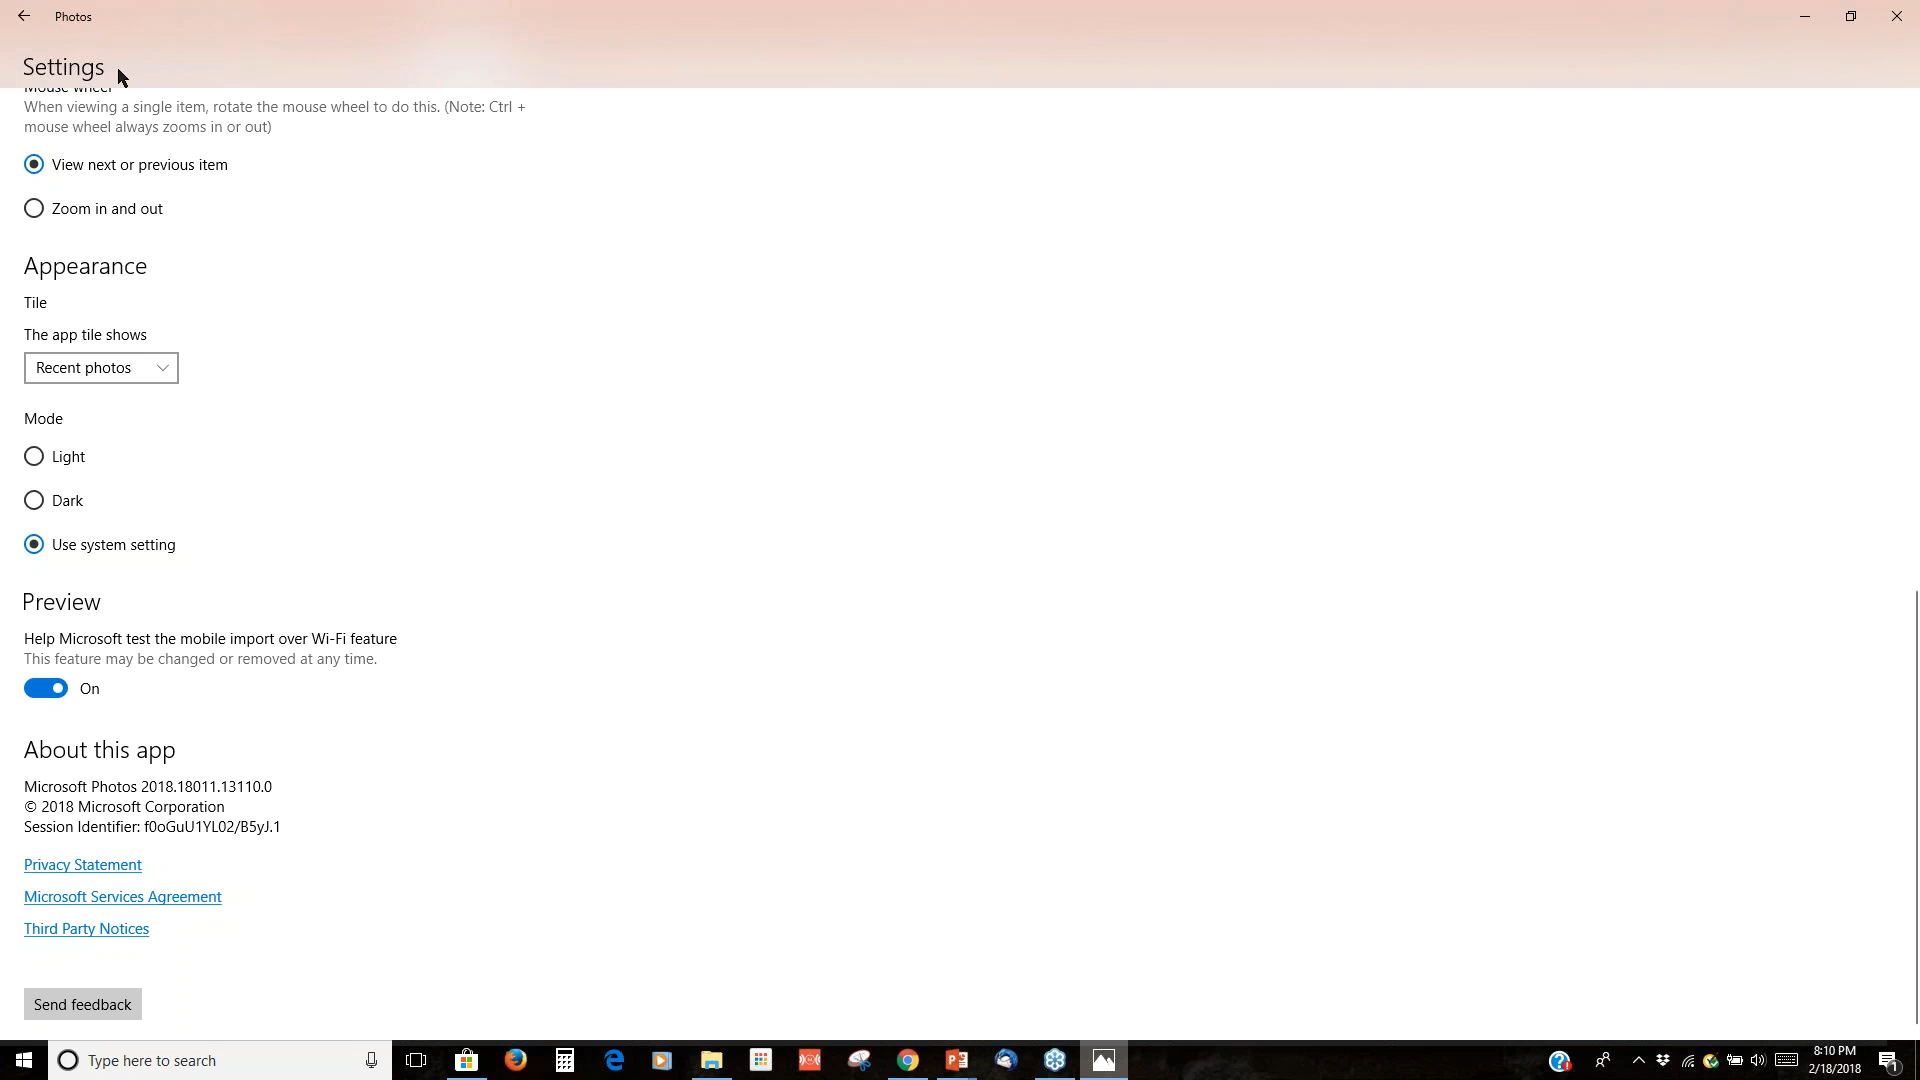 Photos
Settings
Mouse wheel
When viewing a single item, rotate the mouse wheel to do this. (Note: Ctrl +
mouse wheel always zooms in or out)
View next or previous item
Zoom in and out
Appearance
Tile
The app tile shows
Recent photos
Mode
Light
Dark
Use system setting
Preview
Help Microsoft test the mobile import over Wi-Fi feature
This feature may be changed or removed at any time.
On
About this app
Microsoft Photos 2018.18011.13110.0
© 2018 Microsoft Corporation
Session Identifier: f0oGuU1YL02/B5yJ.1
Privacy Statement
Microsoft Services Agreement
Third Party Notices
Send feedback
Type here to search
8:10 PM
2/18/2018
1